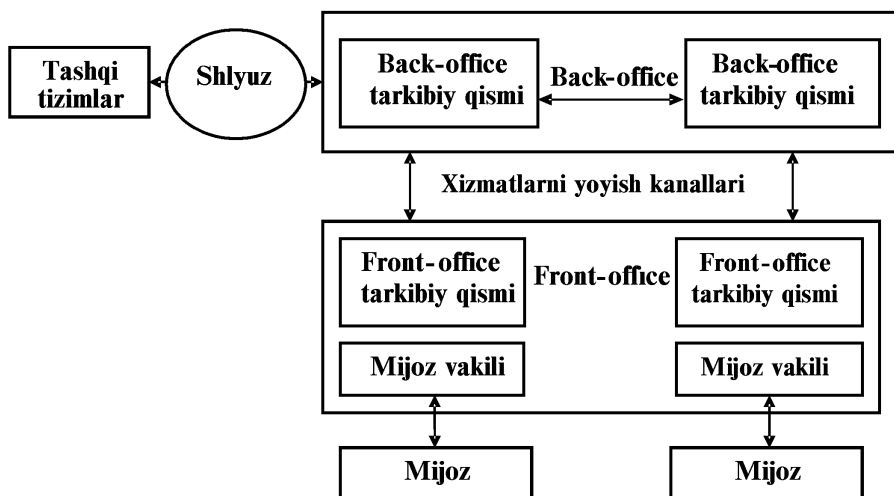 Tashqi
tizimlar
Shlyuz
Back-office
tarkibiy qismi
Back-office
Back-office
tarkibiy qismi
Xizmatlarni yoyish kanallari
Front-office
tarkibiy qismi
Front-office
Front-office
tarkibiy qismi
Mijoz vakili
Mijoz vakili
Mijoz
Mijoz